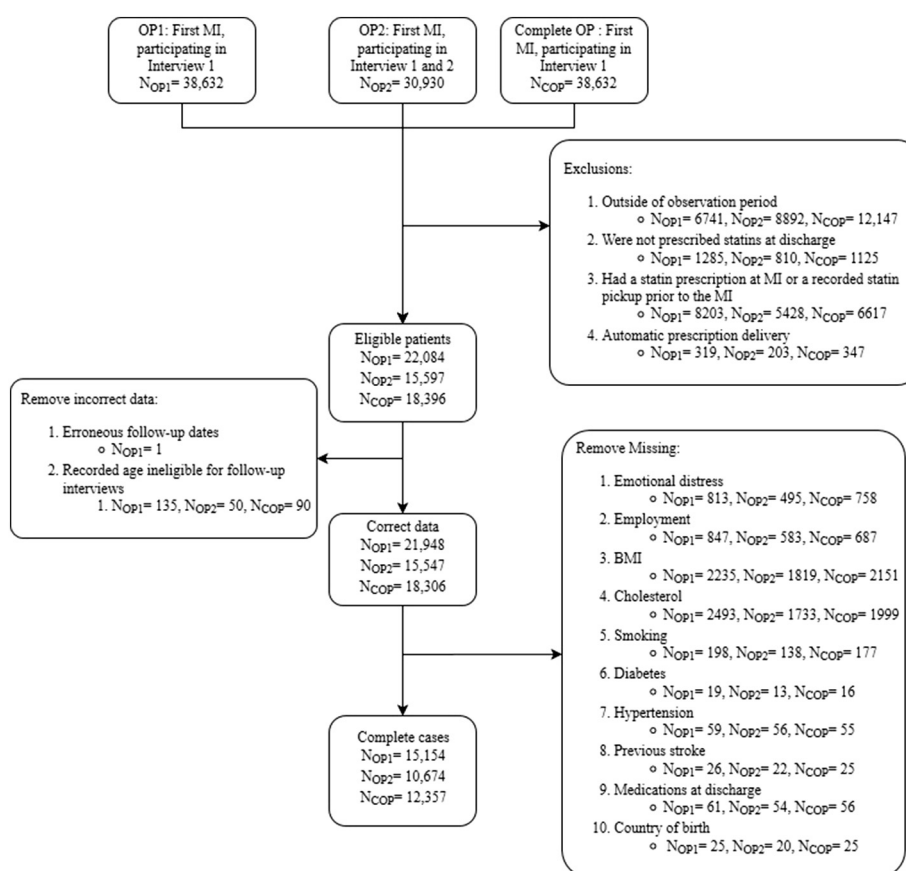 OP1: First MI,
participating in
Interview 1
NOP1= 38,632
OP2: First MI,
participating in
Interview 1 and 2
NOP2= 30,930
Complete OP : First
MI, participating in
Interview 1
NCOP= 38,632
Exclusions:
1. Outside of observation period
NOP1= 6741, NOP2= 8892, NCOP= 12,147
2. Were not prescribed statins at discharge
NOP1= 1285, NOP2= 810, NCOP= 1125
3. Had a statin prescription at MI or a recorded statin
pickup prior to the MI
NOP1= 8203, NOP2= 5428, NCOP= 6617
4. Automatic prescription delivery
NOP1= 319, NOP2= 203, NCOP= 347
Eligible patients
NOP1= 22,084
NOP2= 15,597
NCOP= 18,396
Remove incorrect data:
1. Erroneous follow-up dates
NOP1= 1
2. Recorded age ineligible for follow-up
interviews
1. NOP1= 135, NOP2= 50, NCOP= 90
Correct data
NOP1= 21,948
NOP2= 15,547
NCOP= 18,306
Remove Missing:
1. Emotional distress
NOP1= 813, NOP2= 495, NCOP= 758
2. Employment
NOP1= 847, NOP2= 583, NCOP= 687
3. BMI
NOP1= 2235, NOP2= 1819, NCOP= 2151
4. Cholesterol
NOP1= 2493, NOP2= 1733, NCOP= 1999
5. Smoking
NOP1= 198, NOP2= 138, NCOP= 177
6. Diabetes
NOP1= 19, NOP2= 13, NCOP= 16
7. Hypertension
NOP1= 59, NOP2= 56, NCOP= 55
8. Previous stroke
NOP1= 26, NOP2= 22, NCOP= 25
9. Medications at discharge
NOP1= 61, NOP2= 54, NCOP= 56
10. Country of birth
NOP1= 25, NOP2= 20, NCOP= 25
Complete cases
NOP1= 15,154
NOP2= 10,674
NCOP= 12,357